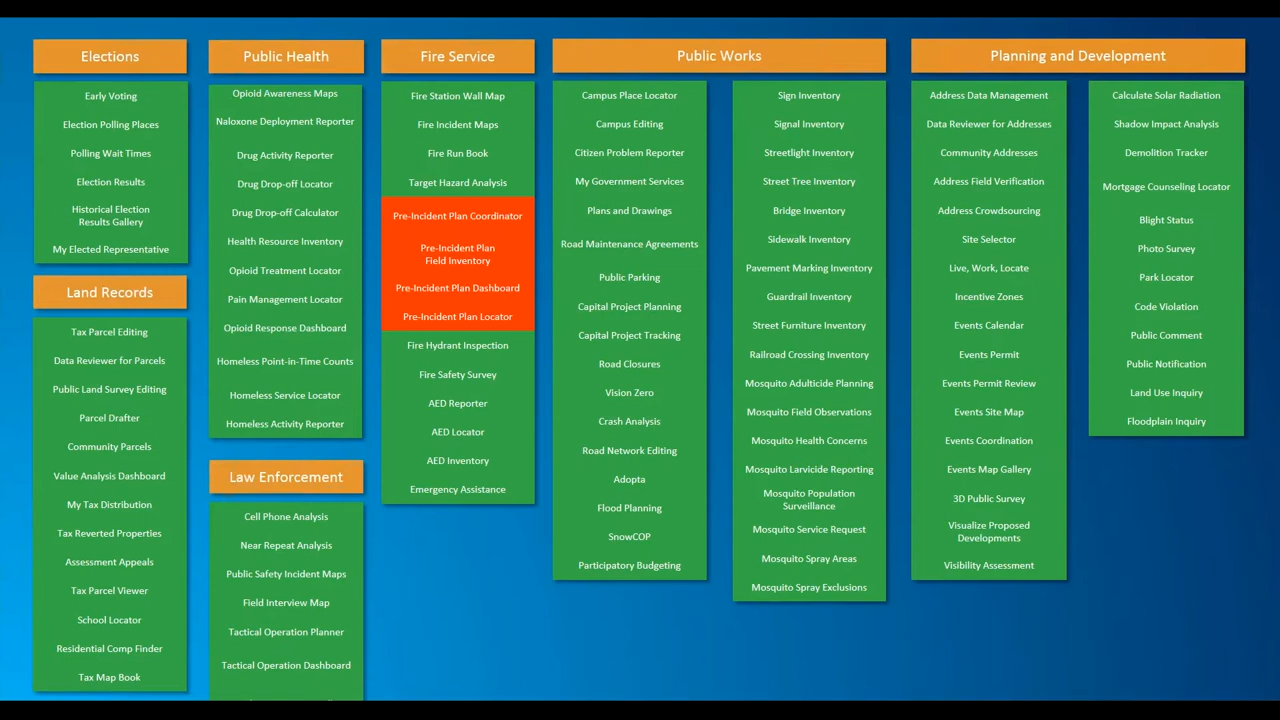 Elections
Early Voting
Election Polling Places
Polling Wait Times
Election Results
Historical Election
Results Gallery
My Elected Representative
Land Records
Tax Parcel Editing
Data Reviewer for Parcels
Public Land Survey Editing
Parcel Drafter
Community Parcels
Value Analysis Dashboard
My Tax Distribution
Tax Reverted Properties
Assessment Appeals
Tax Parcel Viewer
School Locator
Residential Comp Finder
Tax Map Book
Public Health
Opioid Awareness Maps
Naloxone Deployment Reporter
Drug Activity Reporter
Drug Drop-off Locator
Drug Drop-off Calculator
Health Resource Inventory
Opioid Treatment Locator
Pain Management Locator
Opioid Response Dashboard
Homeless Point-in-Time Counts
Homeless Service Locator
Homeless Activity Reporter
Law Enforcement
Cell Phone Analysis
Near Repeat Analysis
Public Safety Incident Maps
Field Interview Map
Tactical Operation Planner
Tactical Operation Dashboard
Fire Service
Fire Station Wall Map
Fire Incident Maps
Fire Run Book
Target Hazard Analysis
Pre-Incident Plan Coordinator
Pre-Incident Plan
Field Inventory
Pre-Incident Plan Dashboard
Pre-Incident Plan Locator
Fire Hydrant Inspection
Fire Safety Survey
AED Reporter
AED Locator
AED Inventory
Emergency Assistance
Public Works
Campus Place Locator
Campus Editing
Citizen Problem Reporter
My Government Services
Plans and Drawings
Road Maintenance Agreements
Public Parking
Capital Project Planning
Capital Project Tracking
Road Closures
Vision Zero
Crash Analysis
Road Network Editing
Adopta
Flood Planning
SnowCOP
Participatory Budgeting
Sign Inventory
Signal Inventory
Streetlight Inventory
Street Tree Inventory
Bridge Inventory
Sidewalk Inventory
Pavement Marking Inventory
Guardrail Inventory
Street Furniture Inventory
Railroad Crossing Inventory
Mosquito Adulticide Planning
Mosquito Field Observations
Mosquito Health Concerns
Mosquito Larvicide Reporting
Mosquito Population
Surveillance
Mosquito Service Request
Mosquito Spray Areas
Mosquito Spray Exclusions
Planning and Development
Address Data Management
Data Reviewer for Addresses
Community Addresses
Address Field Verification
Address Crowdsourcing
Site Selector
Live, Work, Locate
Incentive Zones
Events Calendar
Events Permit
Events Permit Review
Events Site Map
Events Coordination
Events Map Gallery
3D Public Survey
Visualize Proposed
Developments
Visibility Assessment
Calculate Solar Radiation
Shadow Impact Analysis
Demolition Tracker
Mortgage Counseling Locator
Blight Status
Photo Survey
Park Locator
Code Violation
Public Comment
Public Notification
Land Use Inquiry
Floodplain Inquiry